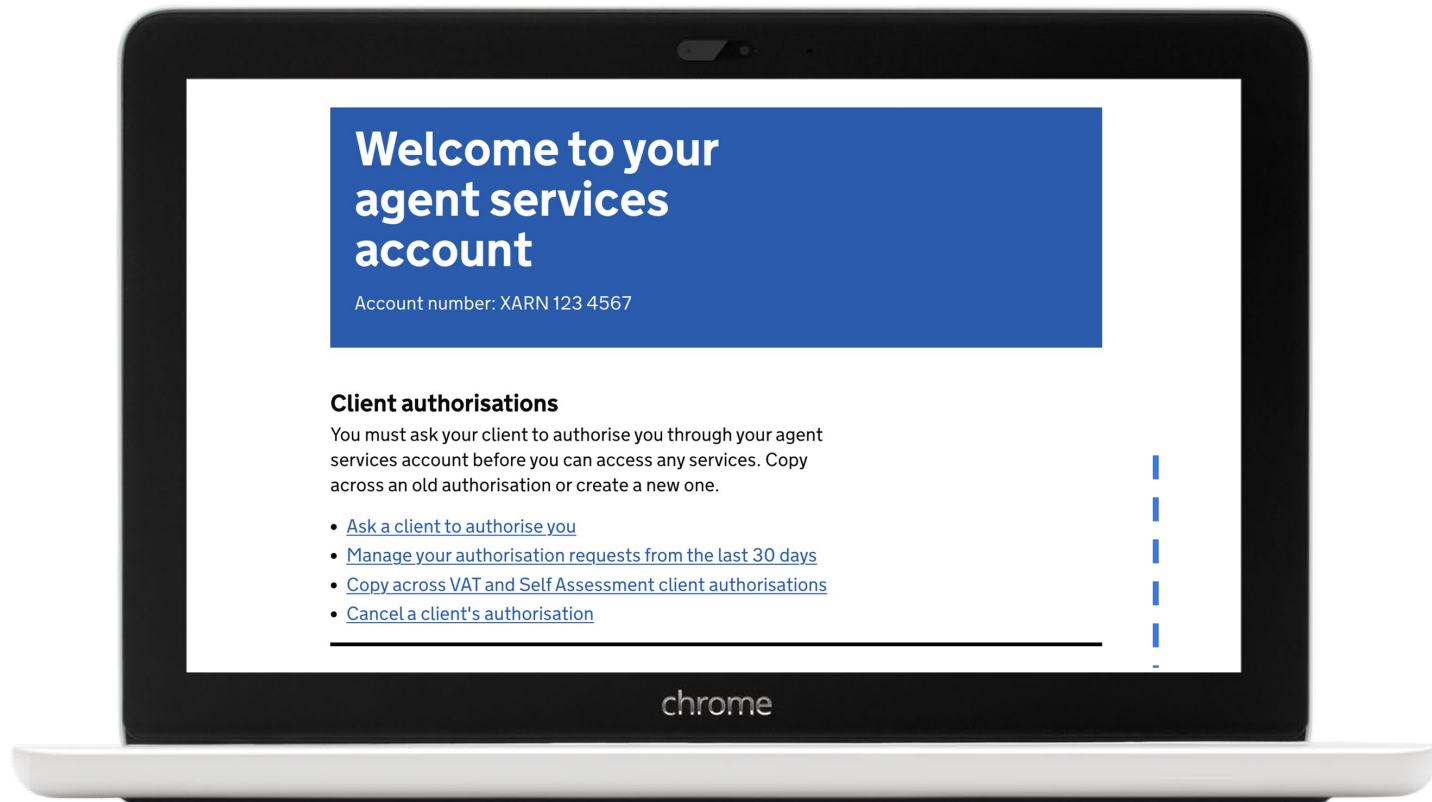 Welcome to your
agent services
account
Account number: XARN 123 4567
Client authorisations
You must ask your client to authorise you through your agent
services account before you can access any services. Copy
across an old authorisation or create a new one.
• Ask a client to authorise you
• Manage your authorisation requests from the last 30 days
• Copy across VAT and Self Assessment client authorisations
• Cancel a client's authorisation
chrome